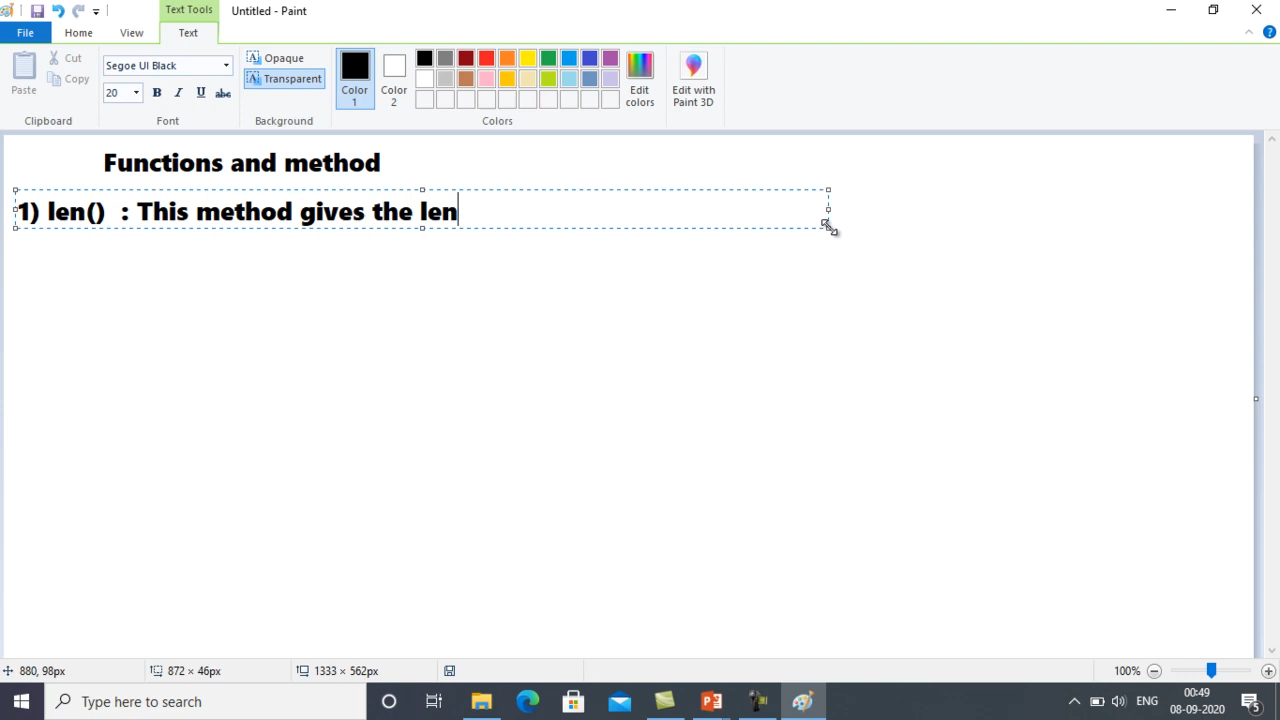 Text Tools
Untitled - Paint
File
Home
View
Text
Paste
Cut
Copy
Clipboard
Segoe UI Black
20
B I U abc
Font
Opaque
Transparent
Background
Color 1
Color 2
Colors
Edit colors
Edit with Paint 3D
Functions and method
1) len() : This method gives the len
880, 98px
872 × 46px
1333 × 562px
100%
Type here to search
ENG
00:49
08-09-2020
5